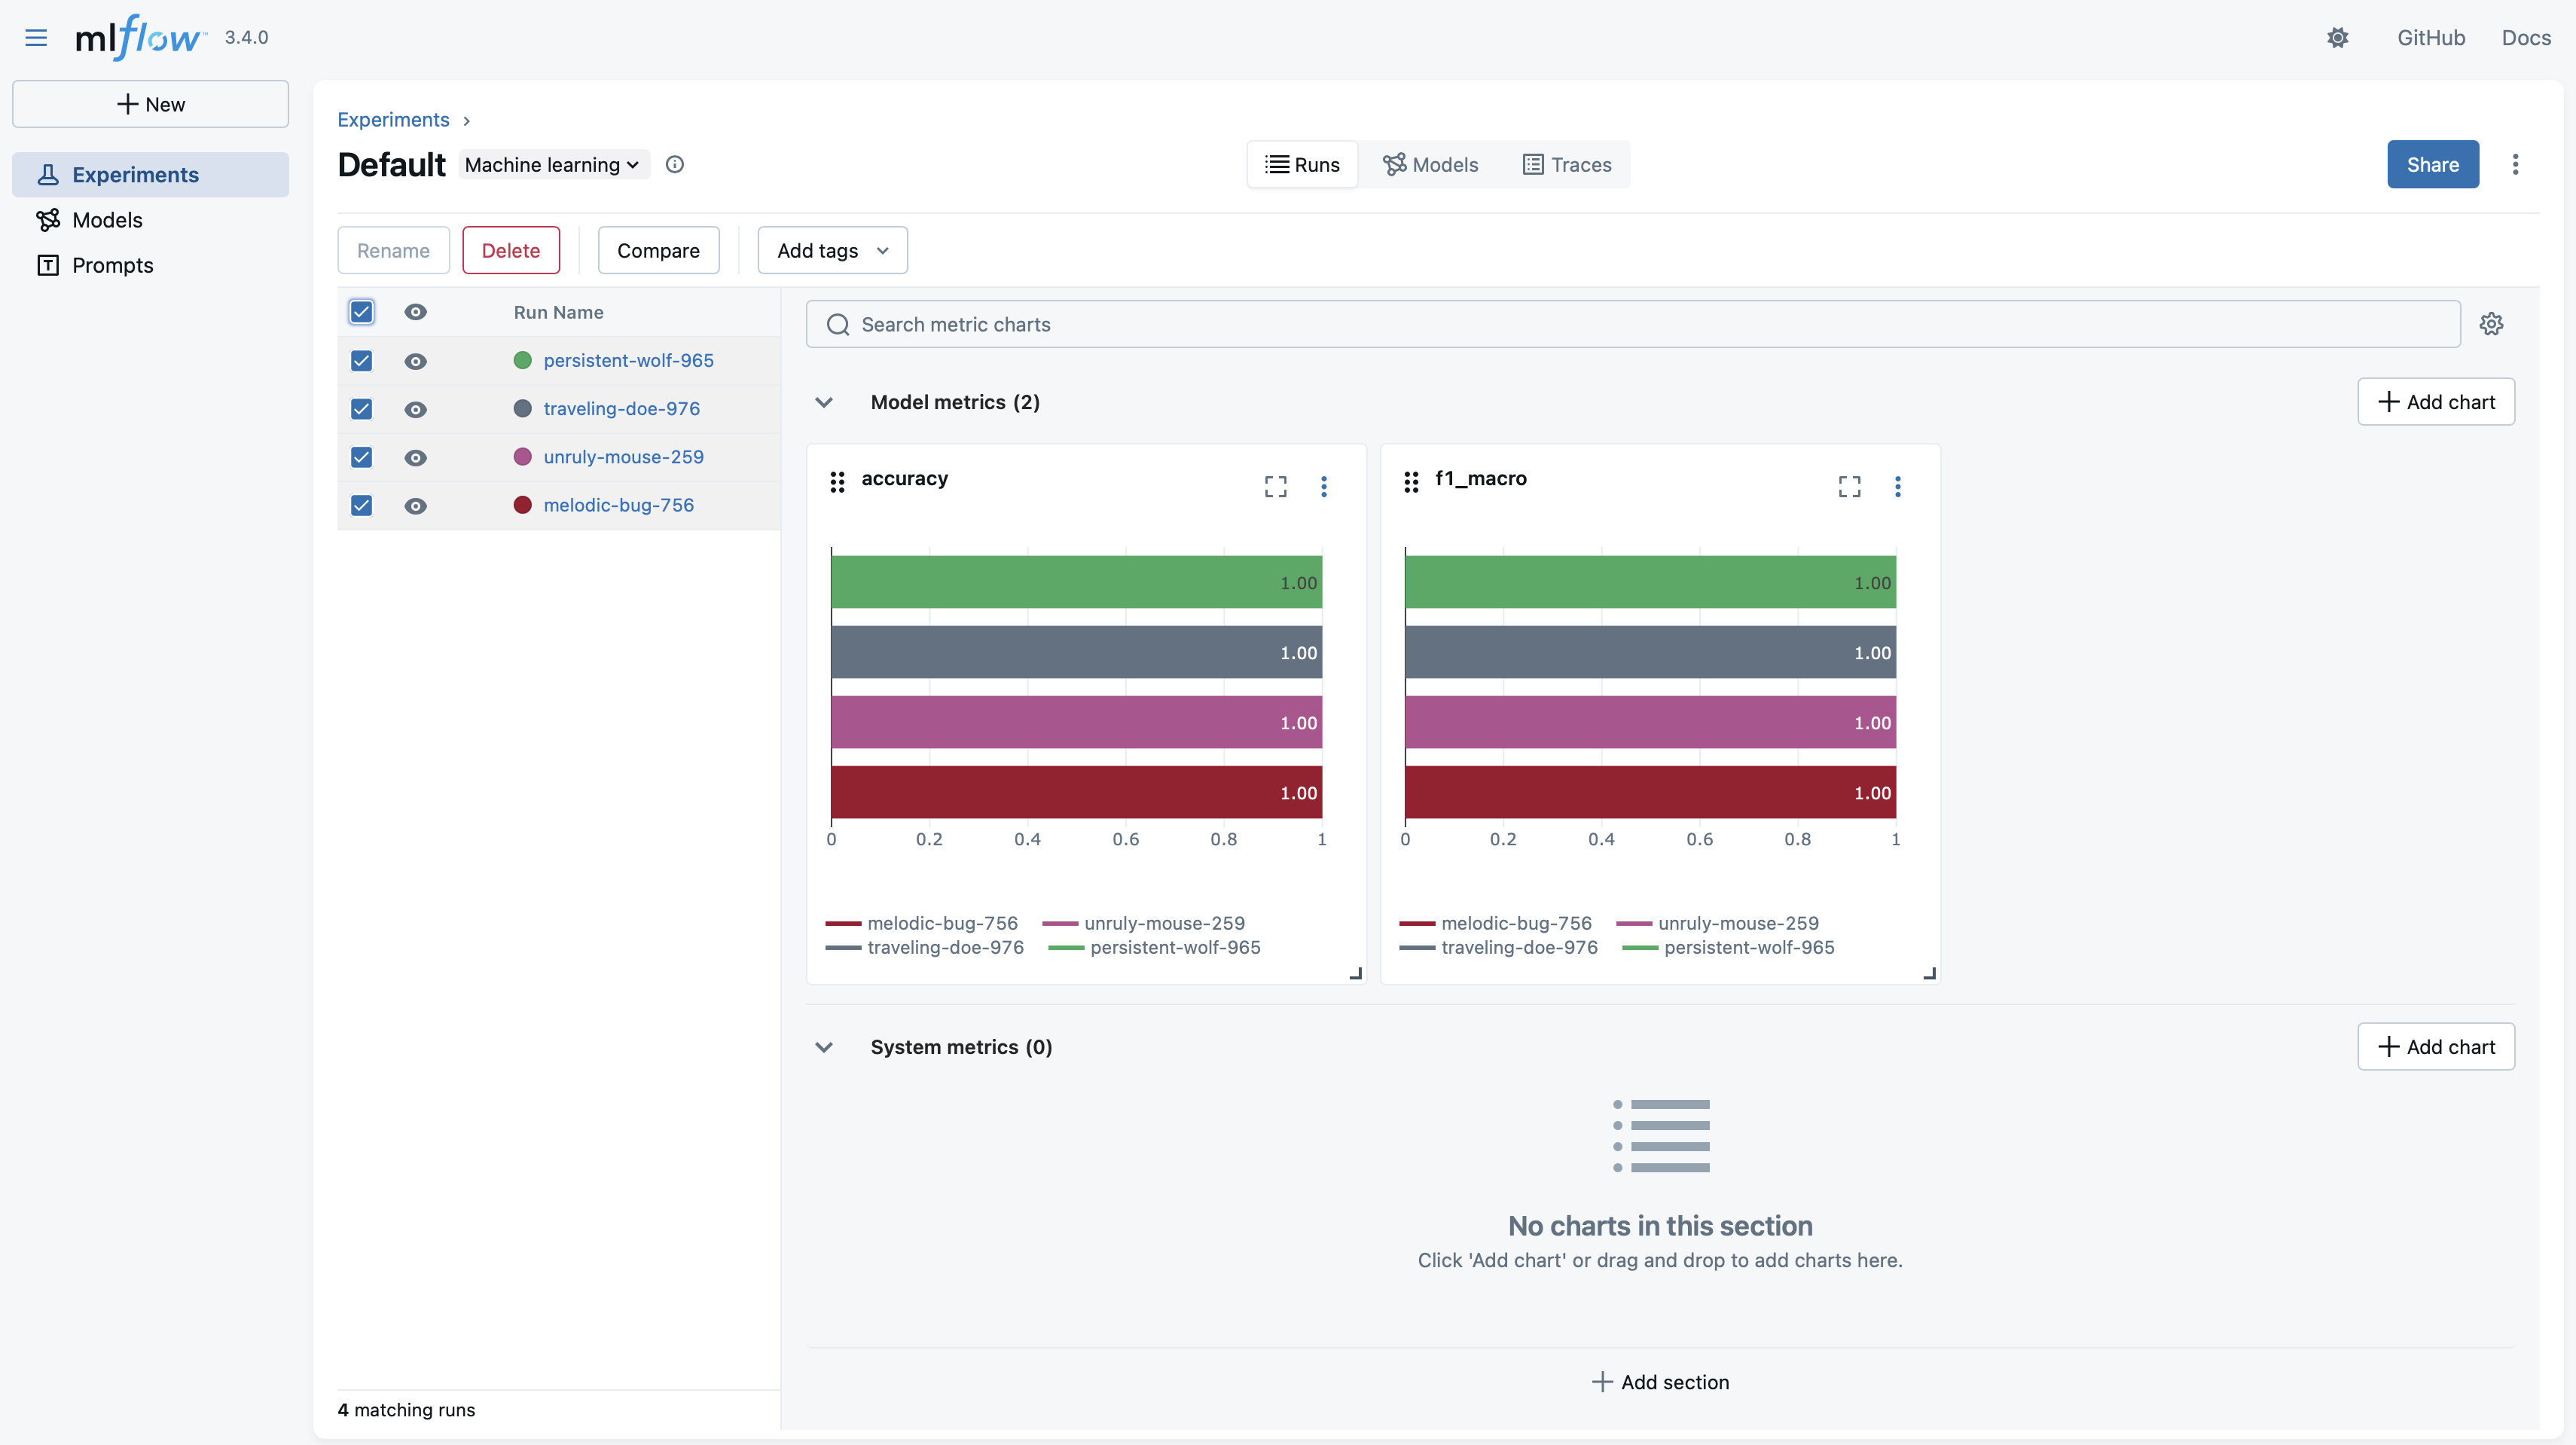 mlflow™ 3.4.0
GitHub Docs
New
Experiments
Models
Prompts
Experiments ›
Default Machine learning
Runs Models Traces
Share
Rename Delete Compare Add tags
Run Name
persistent-wolf-965
traveling-doe-976
unruly-mouse-259
melodic-bug-756
4 matching runs
Search metric charts
Model metrics (2)
Add chart
accuracy
1.00
1.00
1.00
1.00
0 0.2 0.4 0.6 0.8 1
melodic-bug-756 unruly-mouse-259
traveling-doe-976 persistent-wolf-965
f1_macro
1.00
1.00
1.00
1.00
0 0.2 0.4 0.6 0.8 1
melodic-bug-756 unruly-mouse-259
traveling-doe-976 persistent-wolf-965
System metrics (0)
Add chart
No charts in this section
Click 'Add chart' or drag and drop to add charts here.
Add section